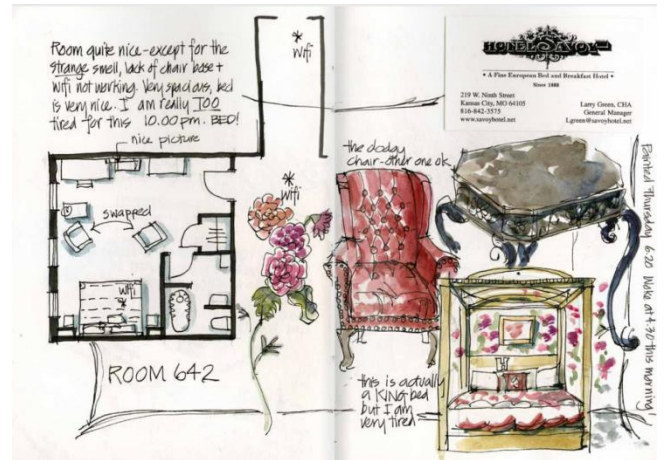 Room quite nice - except for the
strange smell, lack of chair base +
wifi not working. Very spacious, bed
is very nice. I am really TOO
tired for this 10.00 pm. BED!
nice picture
swapped
wifi
ROOM 642
* wifi
* wifi
the dodgy
chair - other one ok
this is actually
a KING bed
but I am
very tired
HOTEL SAVOY
• A Fine European Bed and Breakfast Hotel •
Since 1888
219 W. Ninth Street
Kansas City, MO 64105
816-842-3575
www.savoyhotel.net
Larry Green, CHA
General Manager
Lgreen@savoyhotel.net
Painted Thursday 6.20 Woke at 4.30 this morning!